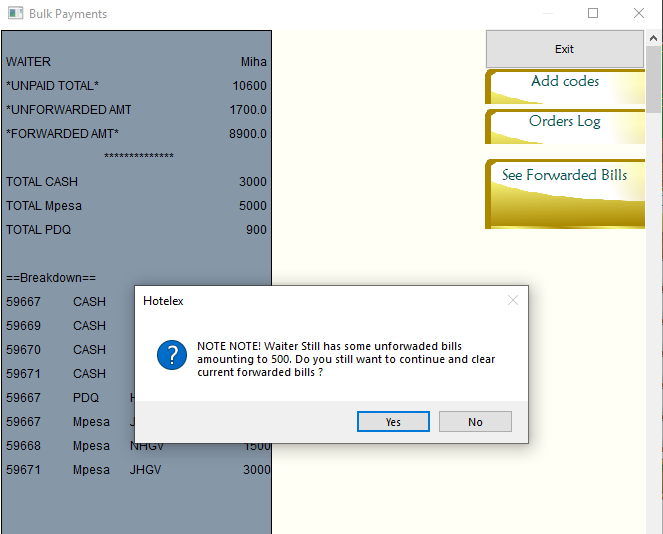 Bulk Payments
Exit
WAITER Miha
Add codes
*UNPAID TOTAL* 10600
*UNFORWARDED AMT 1700.0
Orders Log
*FORWARDED AMT* 8900.0
**************
See Forwarded Bills
TOTAL CASH 3000
TOTAL Mpesa 5000
TOTAL PDQ 900
==Breakdown==
59667 CASH
59669 CASH
59670 CASH
59671 CASH
59667 PDQ
59667 Mpesa
59668 Mpesa NHGV 1500
59671 Mpesa JHGV 3000
Hotelex
NOTE NOTE! Waiter Still has some unforwaded bills
amounting to 500. Do you still want to continue and clear
current forwarded bills ?
Yes No